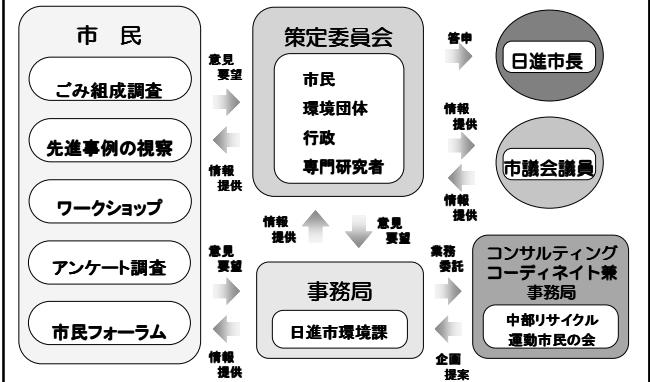 市 民
ごみ組成調査
先進事例の視察
ワークショップ
アンケート調査
市民フォーラム
意見
要望
情報
提供
意見
要望
情報
提供
策定委員会
市民
環境団体
行政
専門研究者
情報
提供
意見
要望
事務局
日進市環境課
答申
日進市長
情報
提供
市議会議員
情報
提供
業務
委託
企画
提案
コンサルティング
コーディネイト兼
事務局
中部リサイクル
運動市民の会